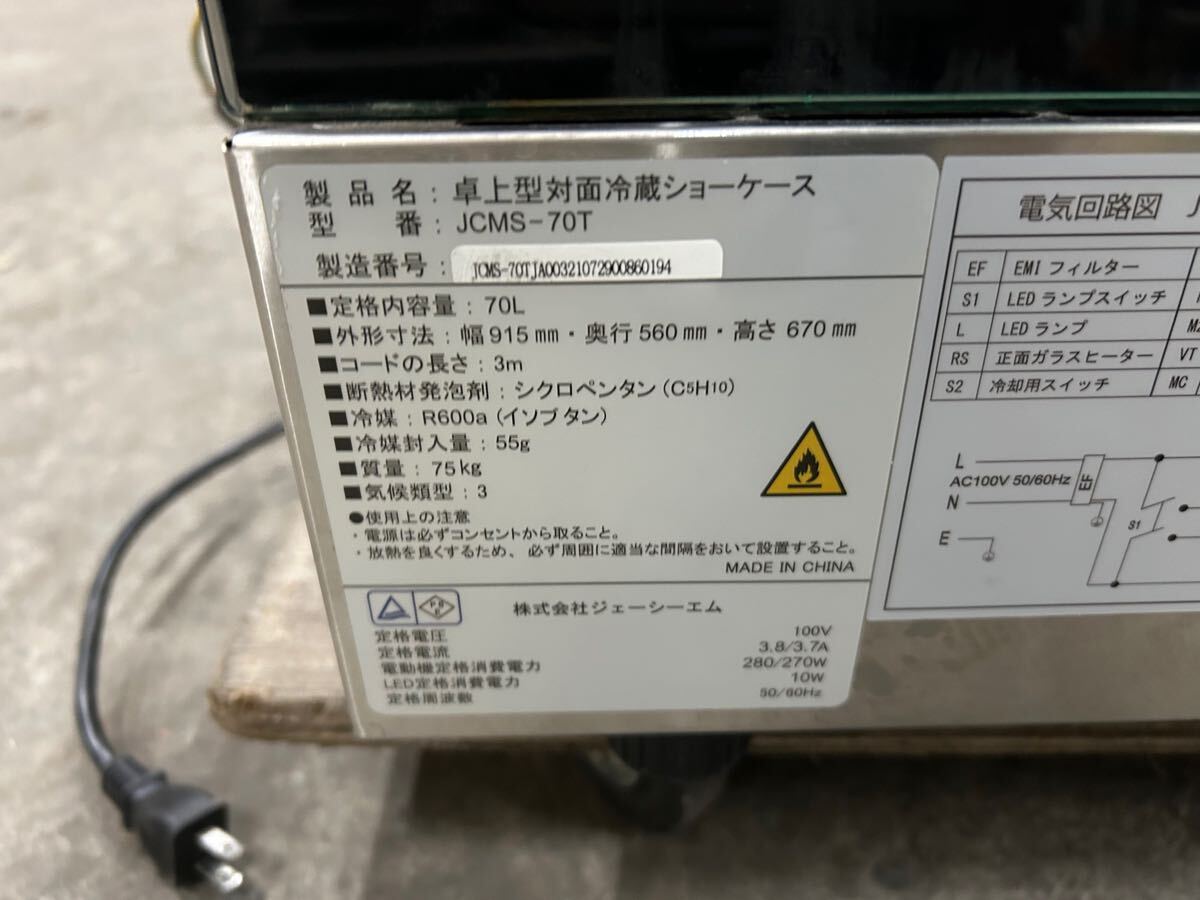 製品名：卓上型対面冷蔵ショーケース
型番：JCMS-70T
製造番号：JCMS-70TJA00321072900860194
■定格内容量：70L
■外形寸法：幅915㎜・奥行560㎜・高さ670㎜
■コードの長さ：3m
■断熱材発泡剤：シクロペンタン(C5H10)
■冷媒：R600a(イソブタン)
■冷媒封入量：55g
■質量：75kg
■気候類型：3
●使用上の注意
・電源は必ずコンセントから取ること。
・放熱を良くするため、必ず周囲に適当な間隔をおいて設置すること。
MADE IN CHINA
PSE
株式会社ジェーシーエム
定格電圧 100V
定格電流 3.8/3.7A
電動機定格消費電力 280/270W
LED定格消費電力 10W
定格周波数 50/60Hz
電気回路図 J
EF EMIフィルター
S1 LEDランプスイッチ
L LEDランプ
RS 正面ガラスヒーター VT
S2 冷却用スイッチ MC
L
AC100V 50/60Hz
EF
N
S1
E